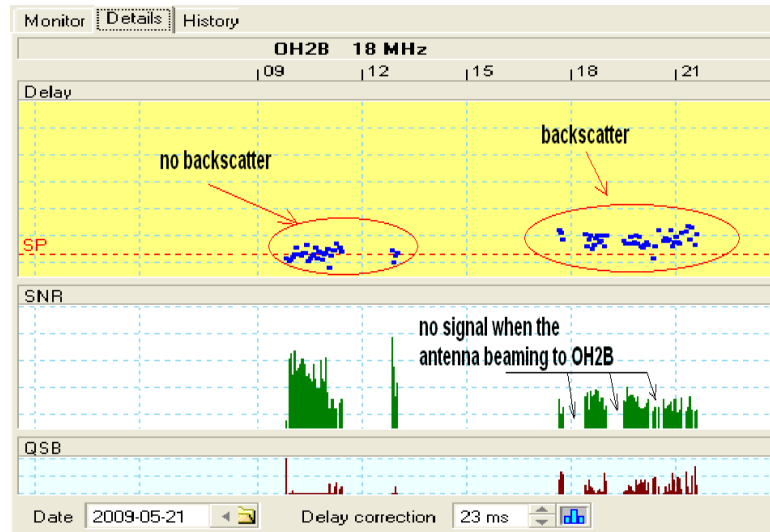 Monitor Details History
OH2B 18 MHz
09 12 15 18 21
Delay
backscatter
no backscatter
SP
SNR
no signal when the
antenna beaming to OH2B
QSB
Date 2009-05-21 Delay correction 23 ms